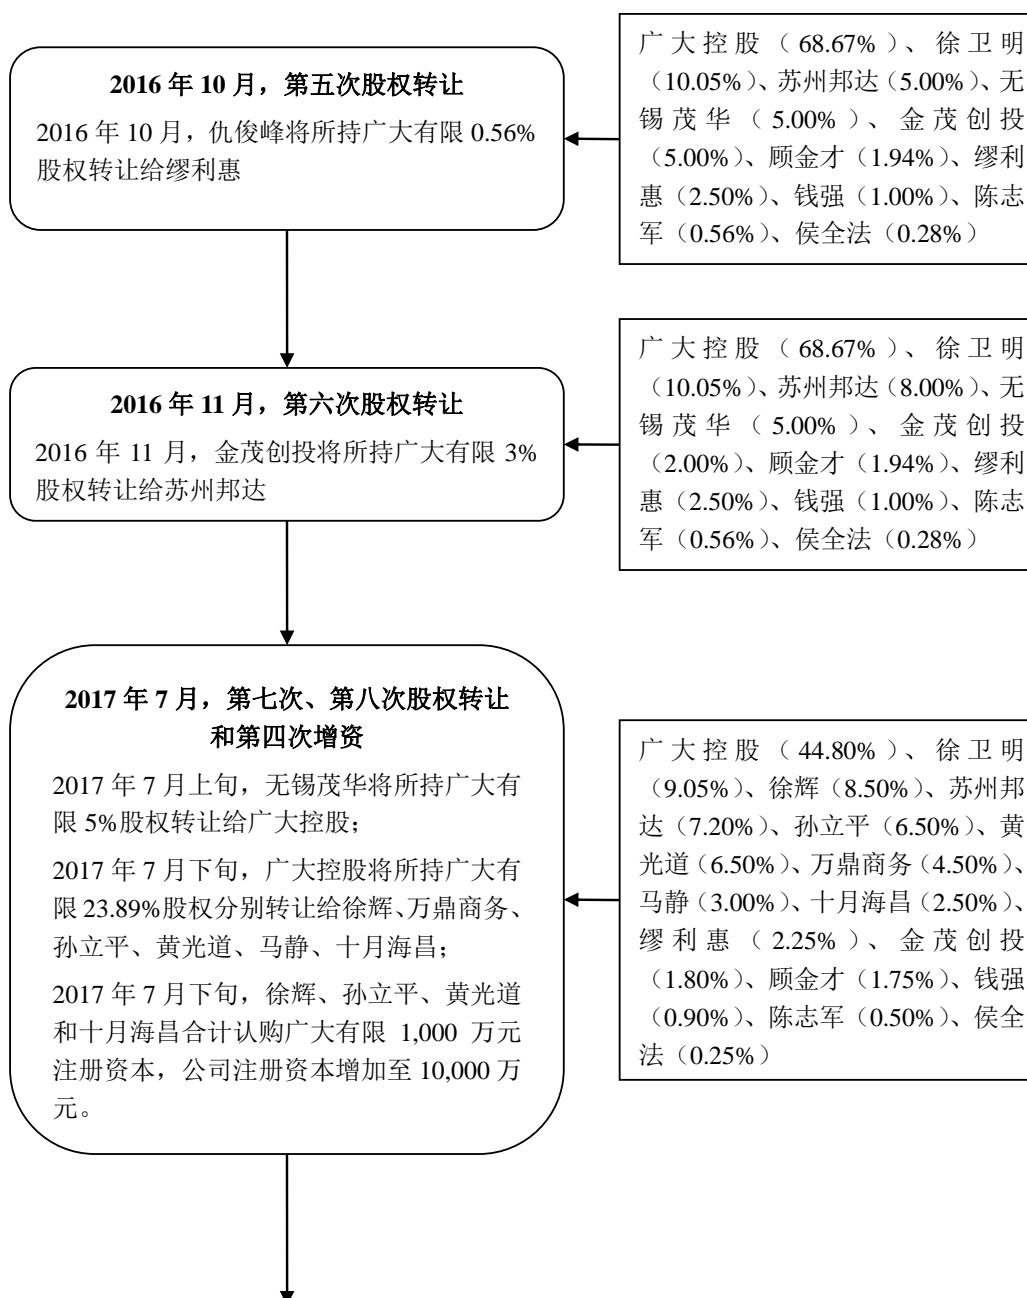 2016 年 10 月，第五次股权转让
2016 年 10 月，仇俊峰将所持广大有限 0.56%
股权转让给缪利惠
广大控股（68.67%）、徐卫明
（10.05%）、苏州邦达（5.00%）、无
锡茂华（5.00%）、金茂创投
（5.00%）、顾金才（1.94%）、缪利
惠（2.50%）、钱强（1.00%）、陈志
军（0.56%）、侯全法（0.28%）
2016 年 11 月，第六次股权转让
2016 年 11 月，金茂创投将所持广大有限 3%
股权转让给苏州邦达
广大控股（68.67%）、徐卫明
（10.05%）、苏州邦达（8.00%）、无
锡茂华（5.00%）、金茂创投
（2.00%）、顾金才（1.94%）、缪利
惠（2.50%）、钱强（1.00%）、陈志
军（0.56%）、侯全法（0.28%）
2017 年 7 月，第七次、第八次股权转让
和第四次增资
2017 年 7 月上旬，无锡茂华将所持广大有
限 5%股权转让给广大控股；
2017 年 7 月下旬，广大控股将所持广大有
限 23.89%股权分别转让给徐辉、万鼎商务、
孙立平、黄光道、马静、十月海昌；
2017 年 7 月下旬，徐辉、孙立平、黄光道
和十月海昌合计认购广大有限 1,000 万元
注册资本，公司注册资本增加至 10,000 万
元。
广大控股（44.80%）、徐卫明
（9.05%）、徐辉（8.50%）、苏州邦
达（7.20%）、孙立平（6.50%）、黄
光道（6.50%）、万鼎商务（4.50%）、
马静（3.00%）、十月海昌（2.50%）、
缪利惠（2.25%）、金茂创投
（1.80%）、顾金才（1.75%）、钱强
（0.90%）、陈志军（0.50%）、侯全
法（0.25%）